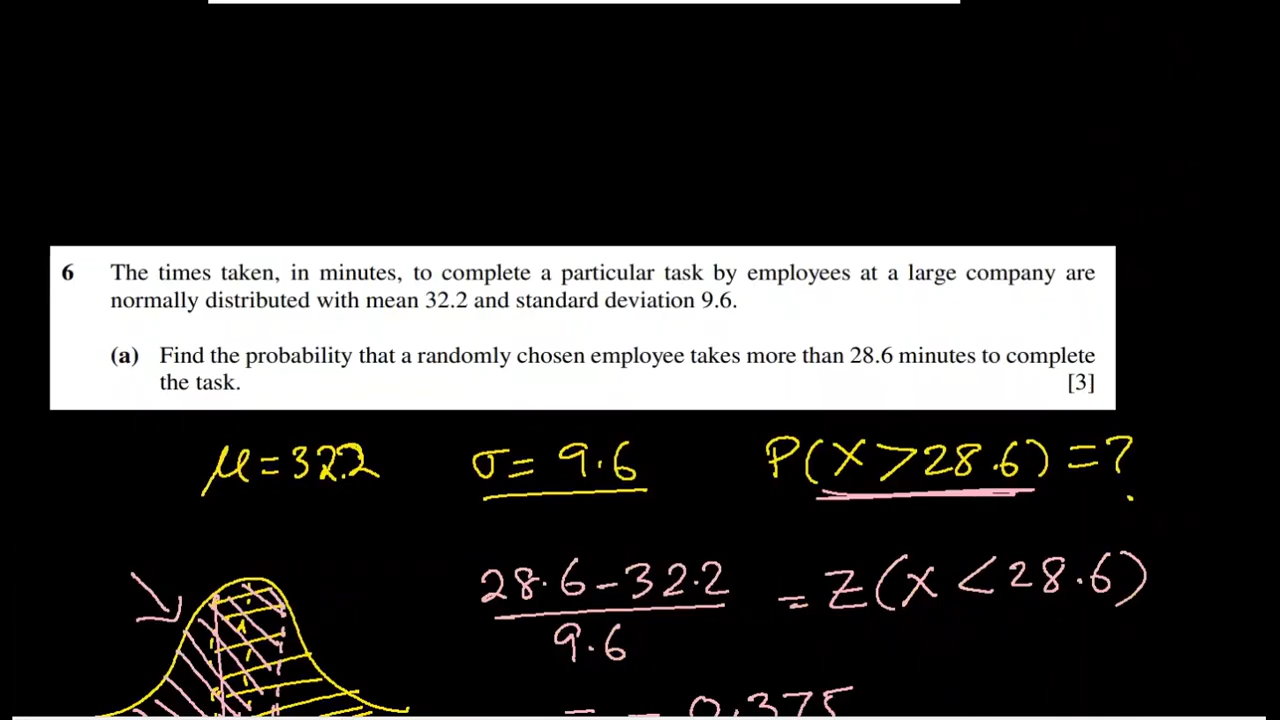 6 The times taken, in minutes, to complete a particular task by employees at a large company are
normally distributed with mean 32.2 and standard deviation 9.6.
(a) Find the probability that a randomly chosen employee takes more than 28.6 minutes to complete
the task. [3]
μ = 32.2 σ = 9.6 P(X > 28.6) = ?
28.6 - 32.2 = Z(X < 28.6)
9.6
= - 0.375